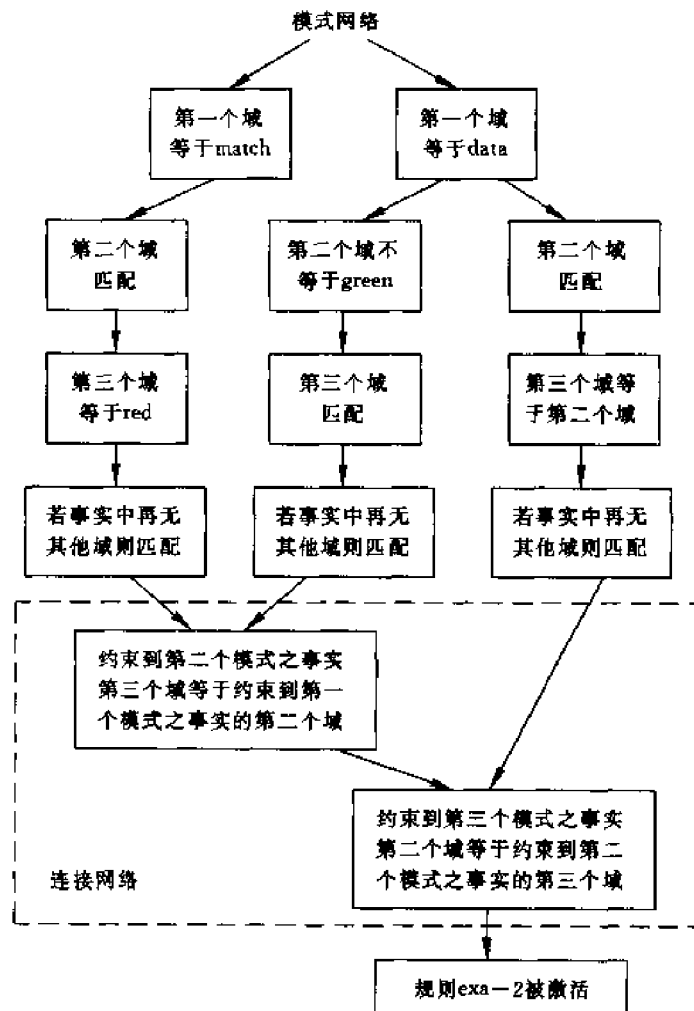 模式网络
第一个域
等于match
第一个域
等于data
第二个域
匹配
第二个域不
等于green
第二个域
匹配
第三个域
等于red
第三个域
匹配
第三个域等
于第二个域
若事实中再无
其他域则匹配
若事实中再无
其他域则匹配
若事实中再无
其他域则匹配
约束到第二个模式之事实
第三个域等于约束到第一
个模式之事实的第二个域
约束到第三个模式之事实
第二个域等于约束到第二
个模式之事实的第三个域
连接网络
规则exa－2被激活